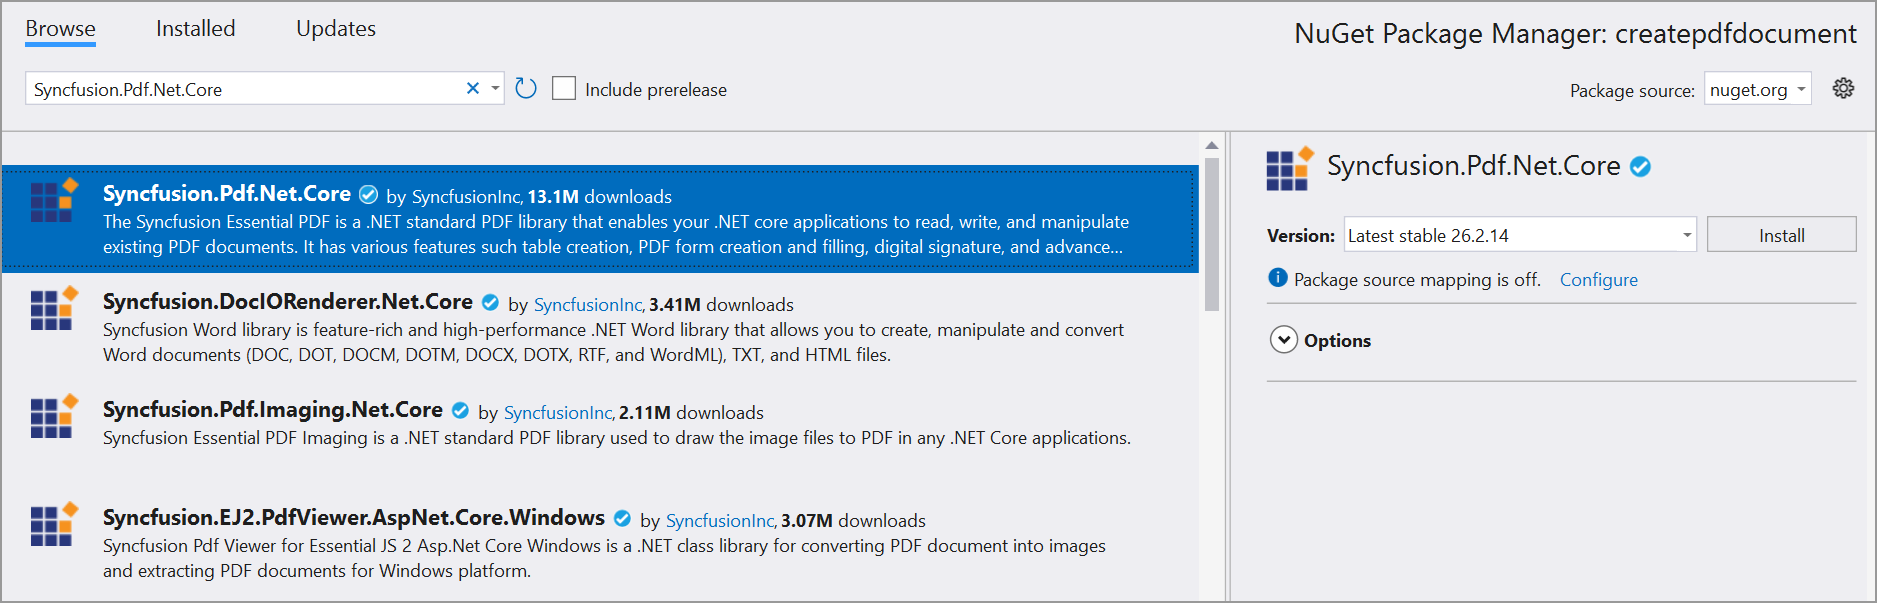 Browse Installed Updates
NuGet Package Manager: createpdfdocument
Syncfusion.Pdf.Net.Core
Include prerelease
Package source: nuget.org
Syncfusion.Pdf.Net.Core by SyncfusionInc, 13.1M downloads
The Syncfusion Essential PDF is a .NET standard PDF library that enables your .NET core applications to read, write, and manipulate
existing PDF documents. It has various features such table creation, PDF form creation and filling, digital signature, and advance...
Syncfusion.DocIORenderer.Net.Core by SyncfusionInc, 3.41M downloads
Syncfusion Word library is feature-rich and high-performance .NET Word library that allows you to create, manipulate and convert
Word documents (DOC, DOT, DOCM, DOTM, DOCX, DOTX, RTF, and WordML), TXT, and HTML files.
Syncfusion.Pdf.Imaging.Net.Core by SyncfusionInc, 2.11M downloads
Syncfusion Essential PDF Imaging is a .NET standard PDF library used to draw the image files to PDF in any .NET Core applications.
Syncfusion.EJ2.PdfViewer.AspNet.Core.Windows by SyncfusionInc, 3.07M downloads
Syncfusion Pdf Viewer for Essential JS 2 Asp.Net Core Windows is a .NET class library for converting PDF document into images
and extracting PDF documents for Windows platform.
Syncfusion.Pdf.Net.Core
Version: Latest stable 26.2.14 Install
Package source mapping is off. Configure
Options